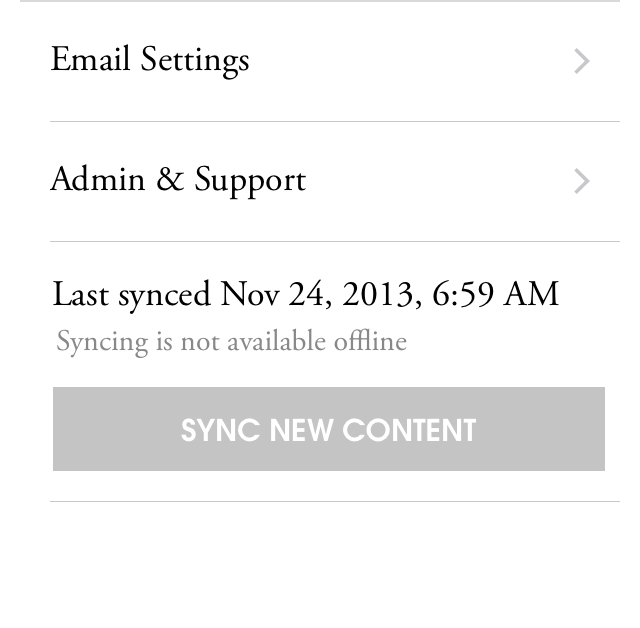 Email Settings
Admin & Support
Last synced Nov 24, 2013, 6:59 AM
Syncing is not available offline
SYNC NEW CONTENT